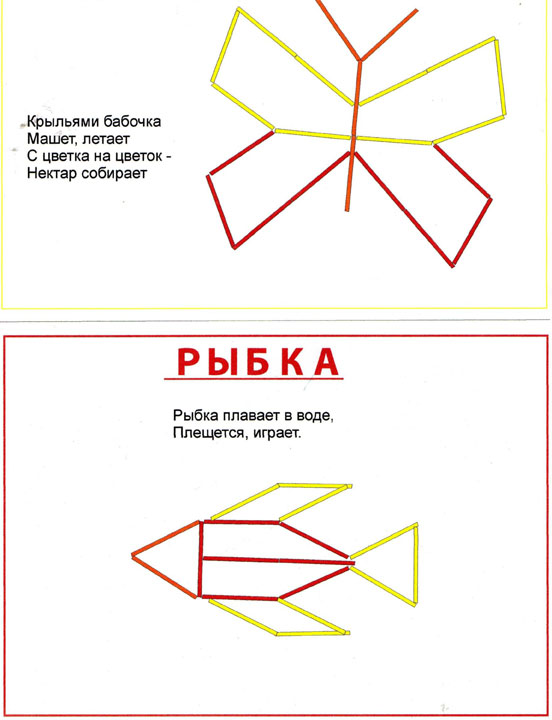 Крыльями бабочка
Машет, летает
С цветка на цветок -
Нектар собирает
РЫБКА
Рыбка плавает в воде,
Плещется, играет.